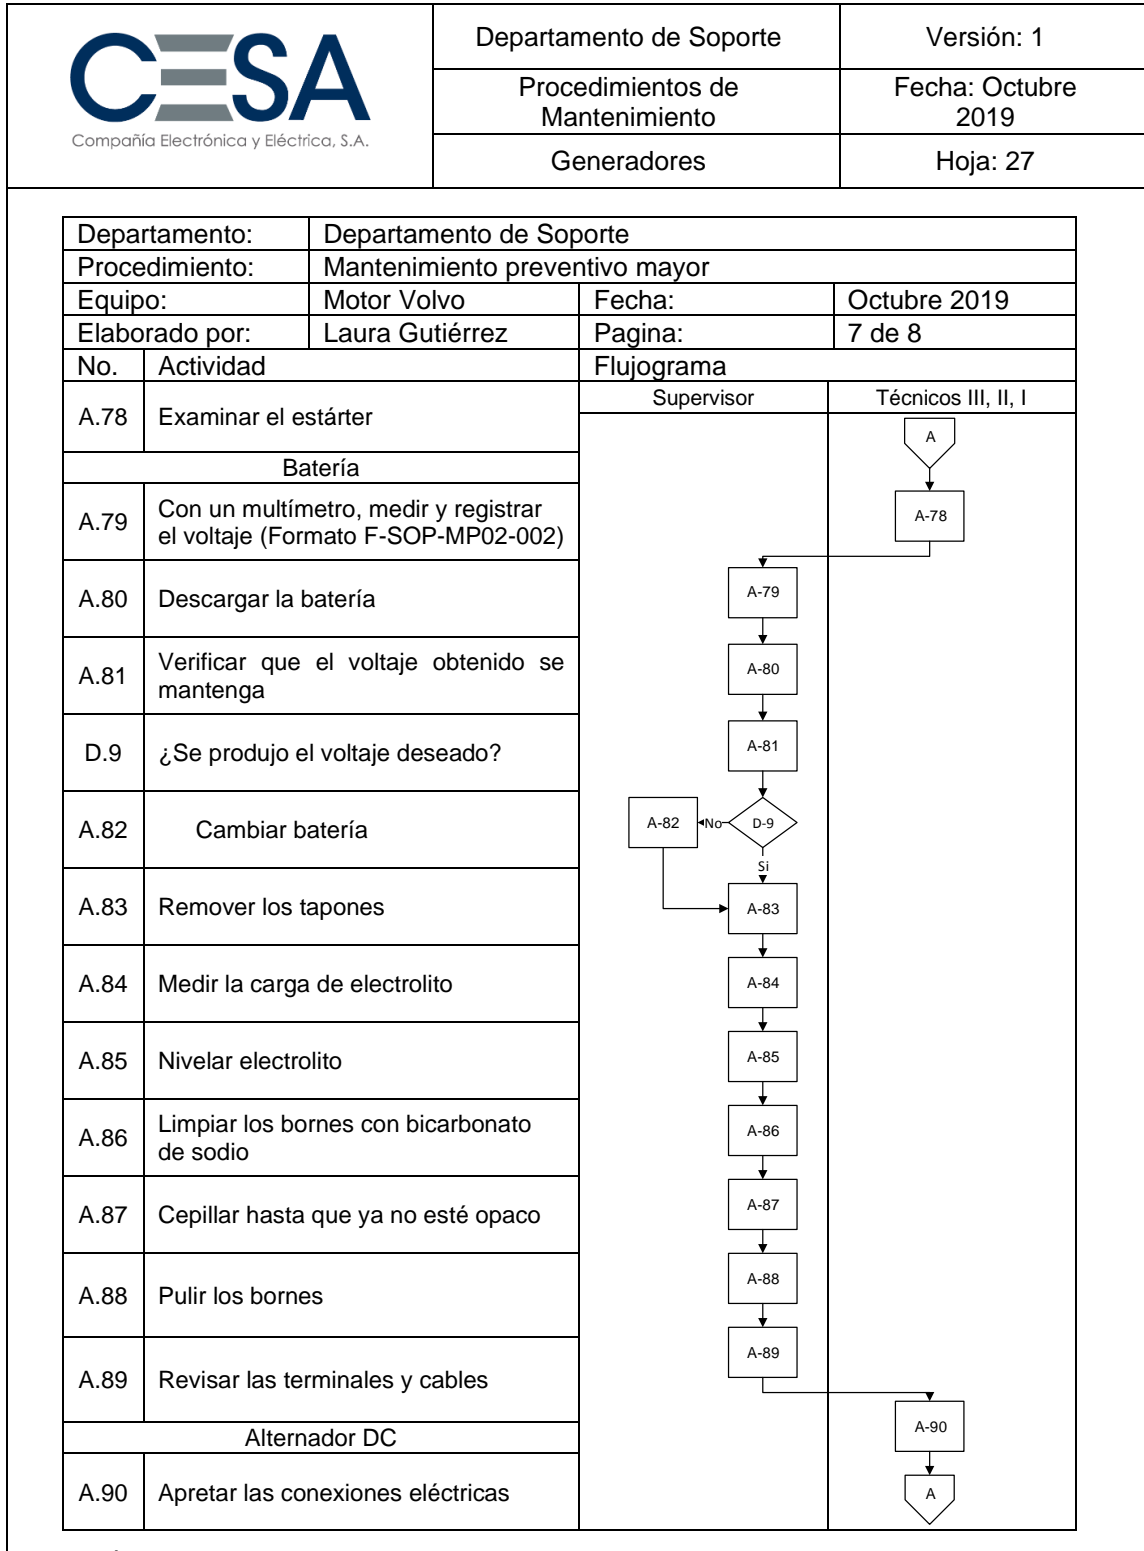 CESA
Compañía Electrónica y Eléctrica, S.A.
Departamento de Soporte
Versión: 1
Procedimientos de
Mantenimiento
Fecha: Octubre
2019
Generadores
Hoja: 27
Departamento:
Departamento de Soporte
Procedimiento:
Mantenimiento preventivo mayor
Equipo:
Motor Volvo
Fecha:
Octubre 2019
Elaborado por:
Laura Gutiérrez
Pagina:
7 de 8
No.
Actividad
Flujograma
Supervisor
Técnicos III, II, I
A.78
Examinar el estárter
Batería
A.79
Con un multímetro, medir y registrar
el voltaje (Formato F-SOP-MP02-002)
A.80
Descargar la batería
A.81
Verificar que el voltaje obtenido se
mantenga
D.9
¿Se produjo el voltaje deseado?
A.82
Cambiar batería
A.83
Remover los tapones
A.84
Medir la carga de electrolito
A.85
Nivelar electrolito
A.86
Limpiar los bornes con bicarbonato
de sodio
A.87
Cepillar hasta que ya no esté opaco
A.88
Pulir los bornes
A.89
Revisar las terminales y cables
Alternador DC
A.90
Apretar las conexiones eléctricas
A
A-78
A-79
A-80
A-81
A-82
No
D-9
Si
A-83
A-84
A-85
A-86
A-87
A-88
A-89
A-90
A